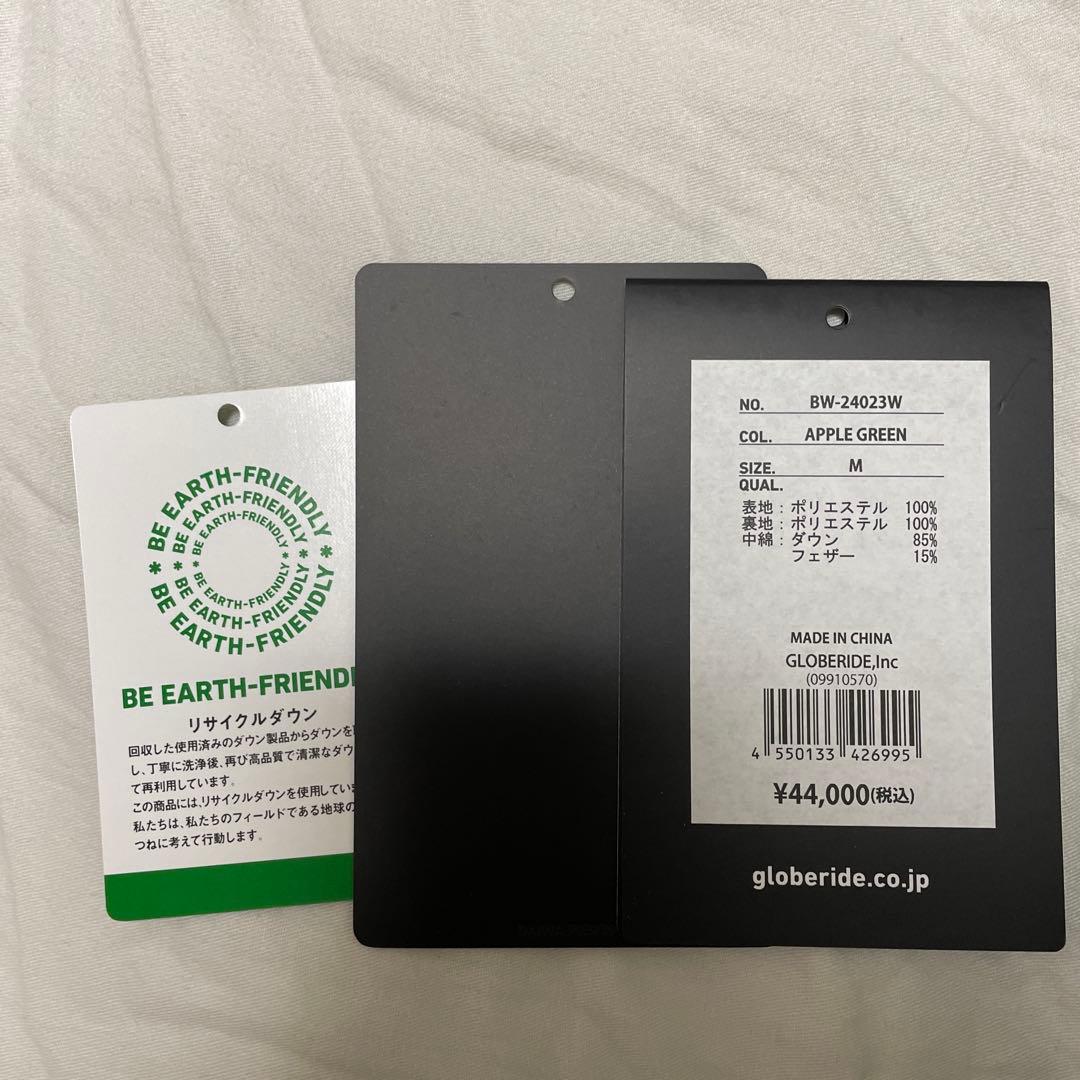 * BE EARTH-FRIENDLY * BE EARTH-FRIENDLY
* BE EARTH-FRIENDLY * BE EARTH-FRIENDLY
* BE EARTH-FRIENDLY * BE EARTH-FRIENDLY
BE EARTH-FRIENDL
リサイクルダウン
回収した使用済みのダウン製品からダウンを
し、丁寧に洗浄後、再び高品質で清潔なダウ
て再利用しています。
この商品には、リサイクルダウンを使用してい
私たちは、私たちのフィールドである地球の
つねに考えて行動します。
NO. BW-24023W
COL. APPLE GREEN
SIZE. M
QUAL.
表地：ポリエステル 100%
裏地：ポリエステル 100%
中綿：ダウン 85%
フェザー 15%
MADE IN CHINA
GLOBERIDE,Inc
(09910570)
4 550133 426995
¥44,000(税込)
globeride.co.jp